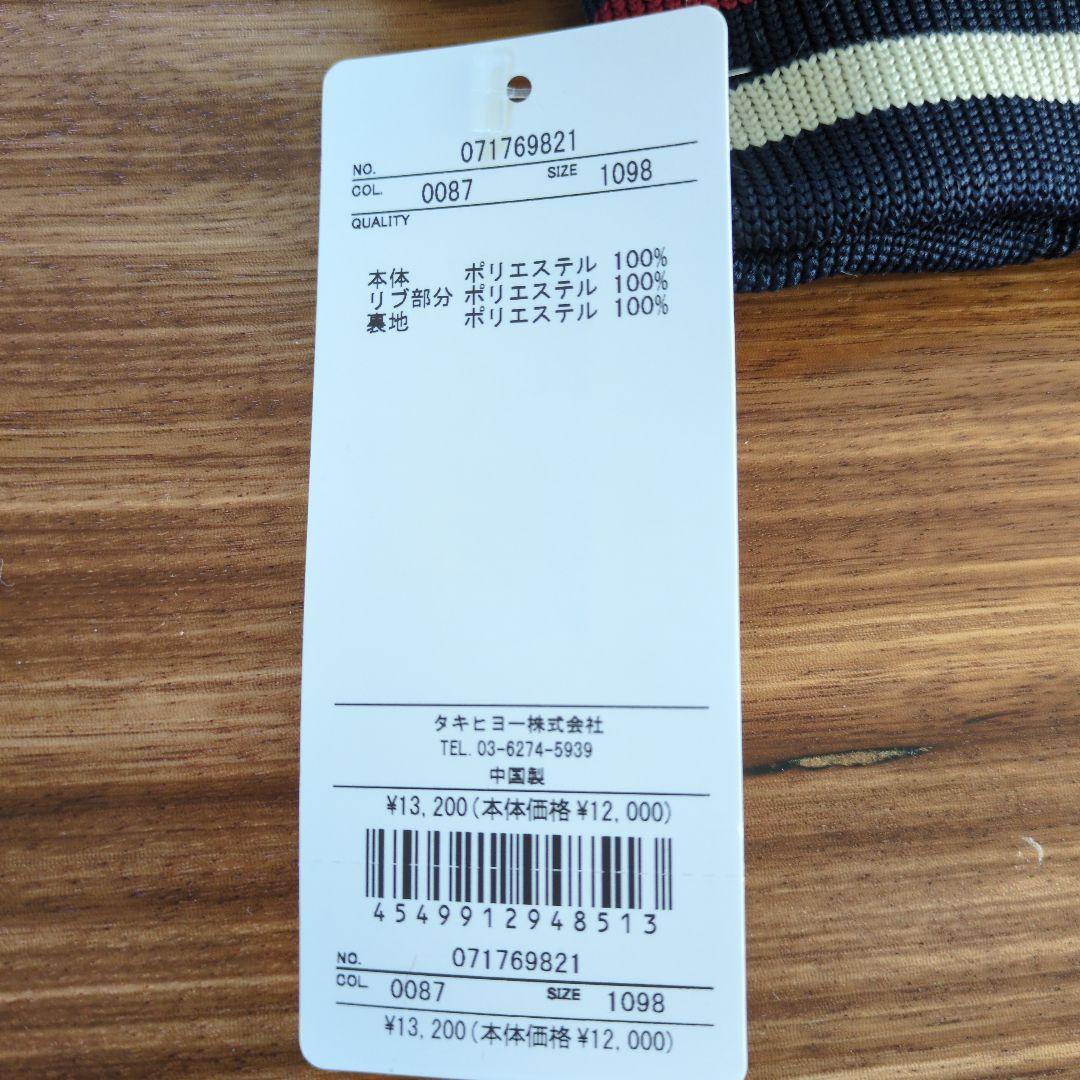 NO. 071769821
COL. 0087 SIZE 1098
QUALITY
本体 ポリエステル 100%
リブ部分 ポリエステル 100%
裏地 ポリエステル 100%
タキヒヨー株式会社
TEL. 03-6274-5939
中国製
¥13,200(本体価格¥12,000)
4549912948513
NO. 071769821
COL. 0087 SIZE 1098
¥13,200(本体価格¥12,000)